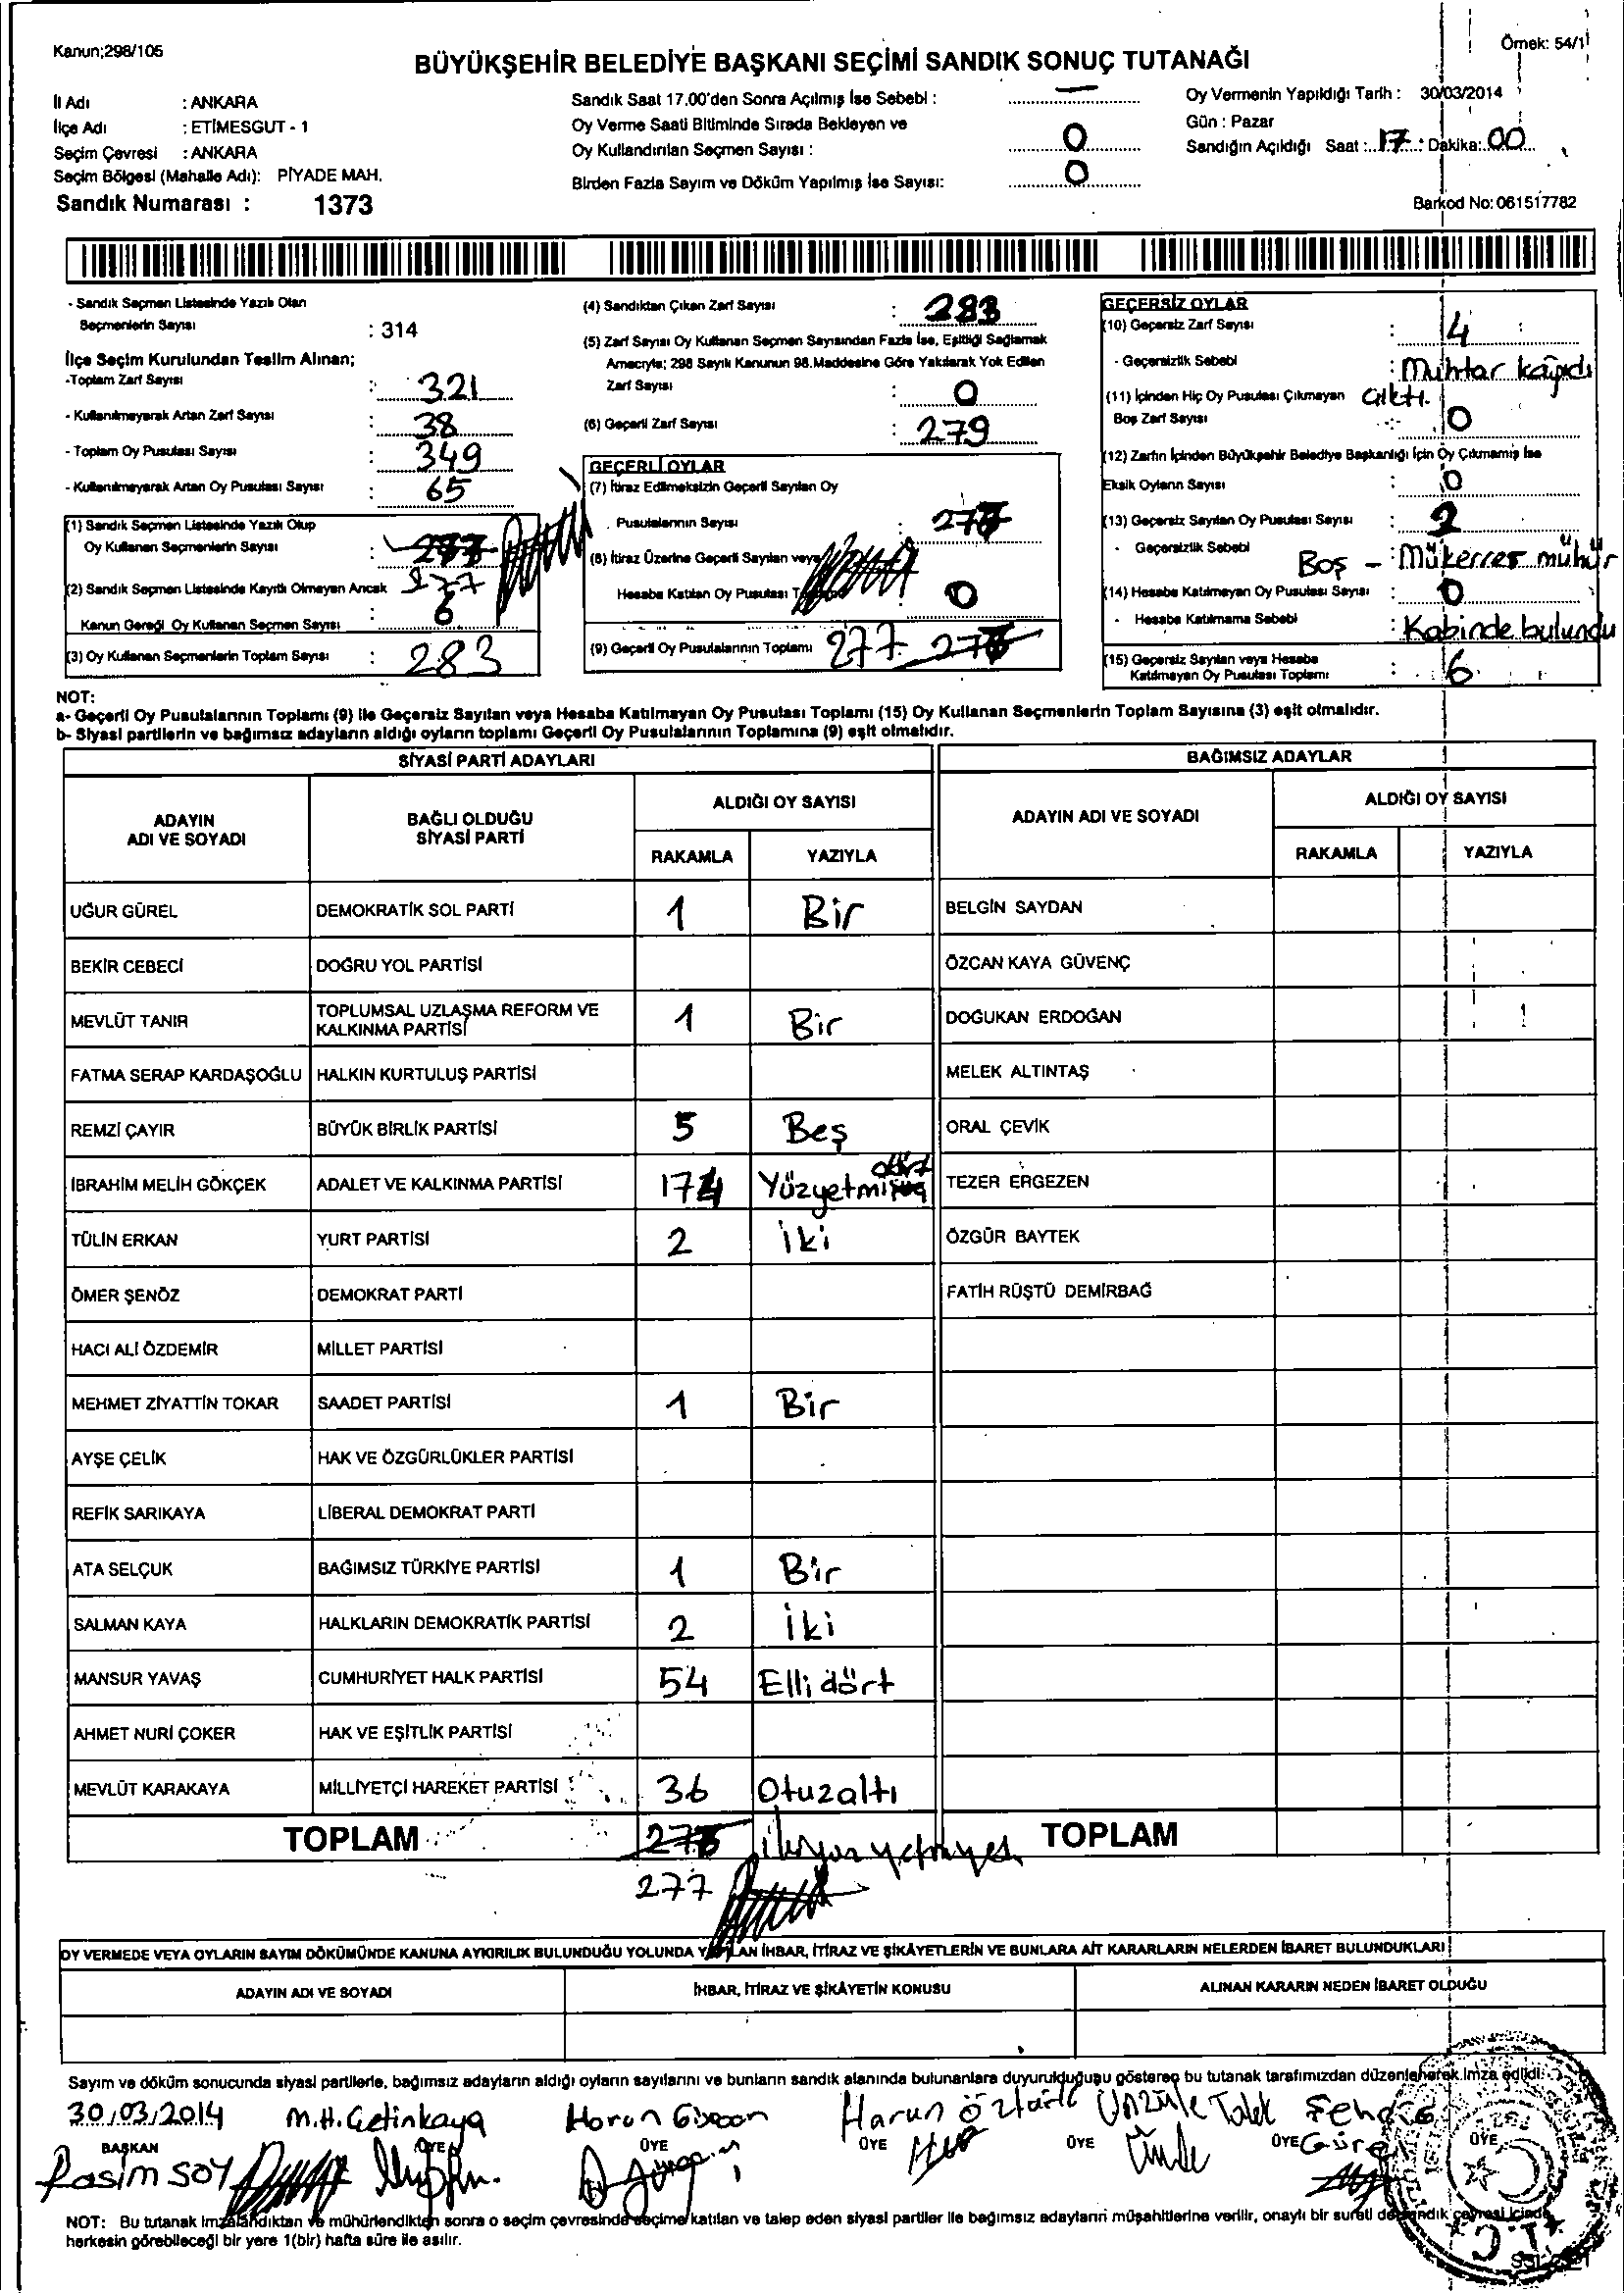 Kanun;298/105
Örnek: 54/1
BÜYÜKŞEHİR BELEDİYE BAŞKANI SEÇİMİ SANDIK SONUÇ TUTANAĞI
İl Adı : ANKARA
İlçe Adı : ETİMESGUT - 1
Seçim Çevresi : ANKARA
Seçim Bölgesi (Mahalle Adı): PİYADE MAH.
Sandık Numarası : 1373
Sandık Saat 17.00'den Sonra Açılmış İse Sebebi : —
Oy Verme Saati Bitiminde Sırada Bekleyen ve
Oy Kullandırılan Seçmen Sayısı : 0
Birden Fazla Sayım ve Döküm Yapılmış İse Sayısı: 0
Oy Vermenin Yapıldığı Tarih : 30/03/2014
Gün : Pazar
Sandığın Açıldığı Saat : 17 : Dakika: 00
Barkod No: 061517782
- Sandık Seçmen Listesinde Yazılı Olan
Seçmenlerin Sayısı : 314
İlçe Seçim Kurulundan Teslim Alınan;
-Toplam Zarf Sayısı : 321
- Kullanılmayarak Artan Zarf Sayısı : 38
- Toplam Oy Pusulası Sayısı : 349
- Kullanılmayarak Artan Oy Pusulası Sayısı : 65
(1) Sandık Seçmen Listesinde Yazılı Olup
Oy Kullanan Seçmenlerin Sayısı : 277
277
(2) Sandık Seçmen Listesinde Kayıtlı Olmayan Ancak
Kanun Gereği Oy Kullanan Seçmen Sayısı : 6
(3) Oy Kullanan Seçmenlerin Toplam Sayısı : 283
(4) Sandıktan Çıkan Zarf Sayısı : 283
(5) Zarf Sayısı Oy Kullanan Seçmen Sayısından Fazla İse, Eşitliği Sağlamak
Amacıyla; 298 Sayılı Kanunun 98.Maddesine Göre Yakılarak Yok Edilen
Zarf Sayısı : 0
(6) Geçerli Zarf Sayısı : 279
GEÇERLİ OYLAR
(7) İtiraz Edilmeksizin Geçerli Sayılan Oy
Pusulalarının Sayısı : 277
(8) İtiraz Üzerine Geçerli Sayılan veya
Hesaba Katılan Oy Pusulası 0
(9) Geçerli Oy Pusulalarının Toplamı 277
GEÇERSİZ OYLAR
(10) Geçersiz Zarf Sayısı : 4
- Geçersizlik Sebebi : Muhtar kağıdı
çıktı.
(11) İçinden Hiç Oy Pusulası Çıkmayan
Boş Zarf Sayısı : 0
(12) Zarfın İçinden Büyükşehir Belediye Başkanlığı İçin Oy Çıkmamış İse
Eksik Oyların Sayısı : 0
(13) Geçersiz Sayılan Oy Pusulası Sayısı : 2
- Geçersizlik Sebebi Boş - : Mükerrer mühür
(14) Hesaba Katılmayan Oy Pusulası Sayısı : 0
- Hesaba Katılmama Sebebi : Kabinde bulundu
(15) Geçersiz Sayılan veya Hesaba
Katılmayan Oy Pusulası Toplamı : 6
NOT:
a- Geçerli Oy Pusulalarının Toplamı (9) ile Geçersiz Sayılan veya Hesaba Katılmayan Oy Pusulası Toplamı (15) Oy Kullanan Seçmenlerin Toplam Sayısına (3) eşit olmalıdır.
b- Siyasi partilerin ve bağımsız adayların aldığı oyların toplamı Geçerli Oy Pusulalarının Toplamına (9) eşit olmalıdır.
SİYASİ PARTİ ADAYLARI
BAĞIMSIZ ADAYLAR
ADAYIN
ADI VE SOYADI
BAĞLI OLDUĞU
SİYASİ PARTİ
ALDIĞI OY SAYISI
RAKAMLA YAZIYLA
ADAYIN ADI VE SOYADI
ALDIĞI OY SAYISI
RAKAMLA YAZIYLA
UĞUR GÜREL DEMOKRATİK SOL PARTİ 1 Bir BELGİN SAYDAN
BEKİR CEBECİ DOĞRU YOL PARTİSİ ÖZCAN KAYA GÜVENÇ
MEVLÜT TANIR TOPLUMSAL UZLAŞMA REFORM VE
KALKINMA PARTİSİ 1 Bir DOĞUKAN ERDOĞAN
FATMA SERAP KARDAŞOĞLU HALKIN KURTULUŞ PARTİSİ MELEK ALTINTAŞ
REMZİ ÇAYIR BÜYÜK BİRLİK PARTİSİ 5 Beş ORAL ÇEVİK
İBRAHİM MELİH GÖKÇEK ADALET VE KALKINMA PARTİSİ 174 Yüzyetmiş dört TEZER ERGEZEN
TÜLİN ERKAN YURT PARTİSİ 2 İki ÖZGÜR BAYTEK
ÖMER ŞENÖZ DEMOKRAT PARTİ FATİH RÜŞTÜ DEMİRBAĞ
HACI ALİ ÖZDEMİR MİLLET PARTİSİ
MEHMET ZİYATTİN TOKAR SAADET PARTİSİ 1 Bir
AYŞE ÇELİK HAK VE ÖZGÜRLÜKLER PARTİSİ
REFİK SARIKAYA LİBERAL DEMOKRAT PARTİ
ATA SELÇUK BAĞIMSIZ TÜRKİYE PARTİSİ 1 Bir
SALMAN KAYA HALKLARIN DEMOKRATİK PARTİSİ 2 İki
MANSUR YAVAŞ CUMHURİYET HALK PARTİSİ 54 Elli dört
AHMET NURİ ÇOKER HAK VE EŞİTLİK PARTİSİ
MEVLÜT KARAKAYA MİLLİYETÇİ HAREKET PARTİSİ 36 Otuzaltı
TOPLAM ikiyüz yetmiş yedi TOPLAM
277
OY VERMEDE VEYA OYLARIN SAYIM DÖKÜMÜNDE KANUNA AYKIRILIK BULUNDUĞU YOLUNDA YAPILAN İHBAR, İTİRAZ VE ŞİKÂYETLERİN VE BUNLARA AİT KARARLARIN NELERDEN İBARET BULUNDUKLARI
ADAYIN ADI VE SOYADI İHBAR, İTİRAZ VE ŞİKÂYETİN KONUSU ALINAN KARARIN NEDEN İBARET OLDUĞU
Sayım ve döküm sonucunda siyasi partilerle, bağımsız adayların aldığı oyların sayılarını ve bunların sandık alanında bulunanlara duyurulduğunu gösteren bu tutanak tarafımızdan düzenlenerek imza edildi.
30/03/2014 M.H. Çetinkaya Harun
BAŞKAN ÜYE ÜYE ÜYE ÜYE ÜYE ÜYE
Rasim SOY
NOT: Bu tutanak imzalandıktan ve mühürlendikten sonra o seçim çevresinde seçime katılan ve talep eden siyasi partiler ile bağımsız adayların müşahitlerine verilir, onaylı bir sureti de sandık çevresi içinde
herkesin görebileceği bir yere 1(bir) hafta süre ile asılır.
T.C.